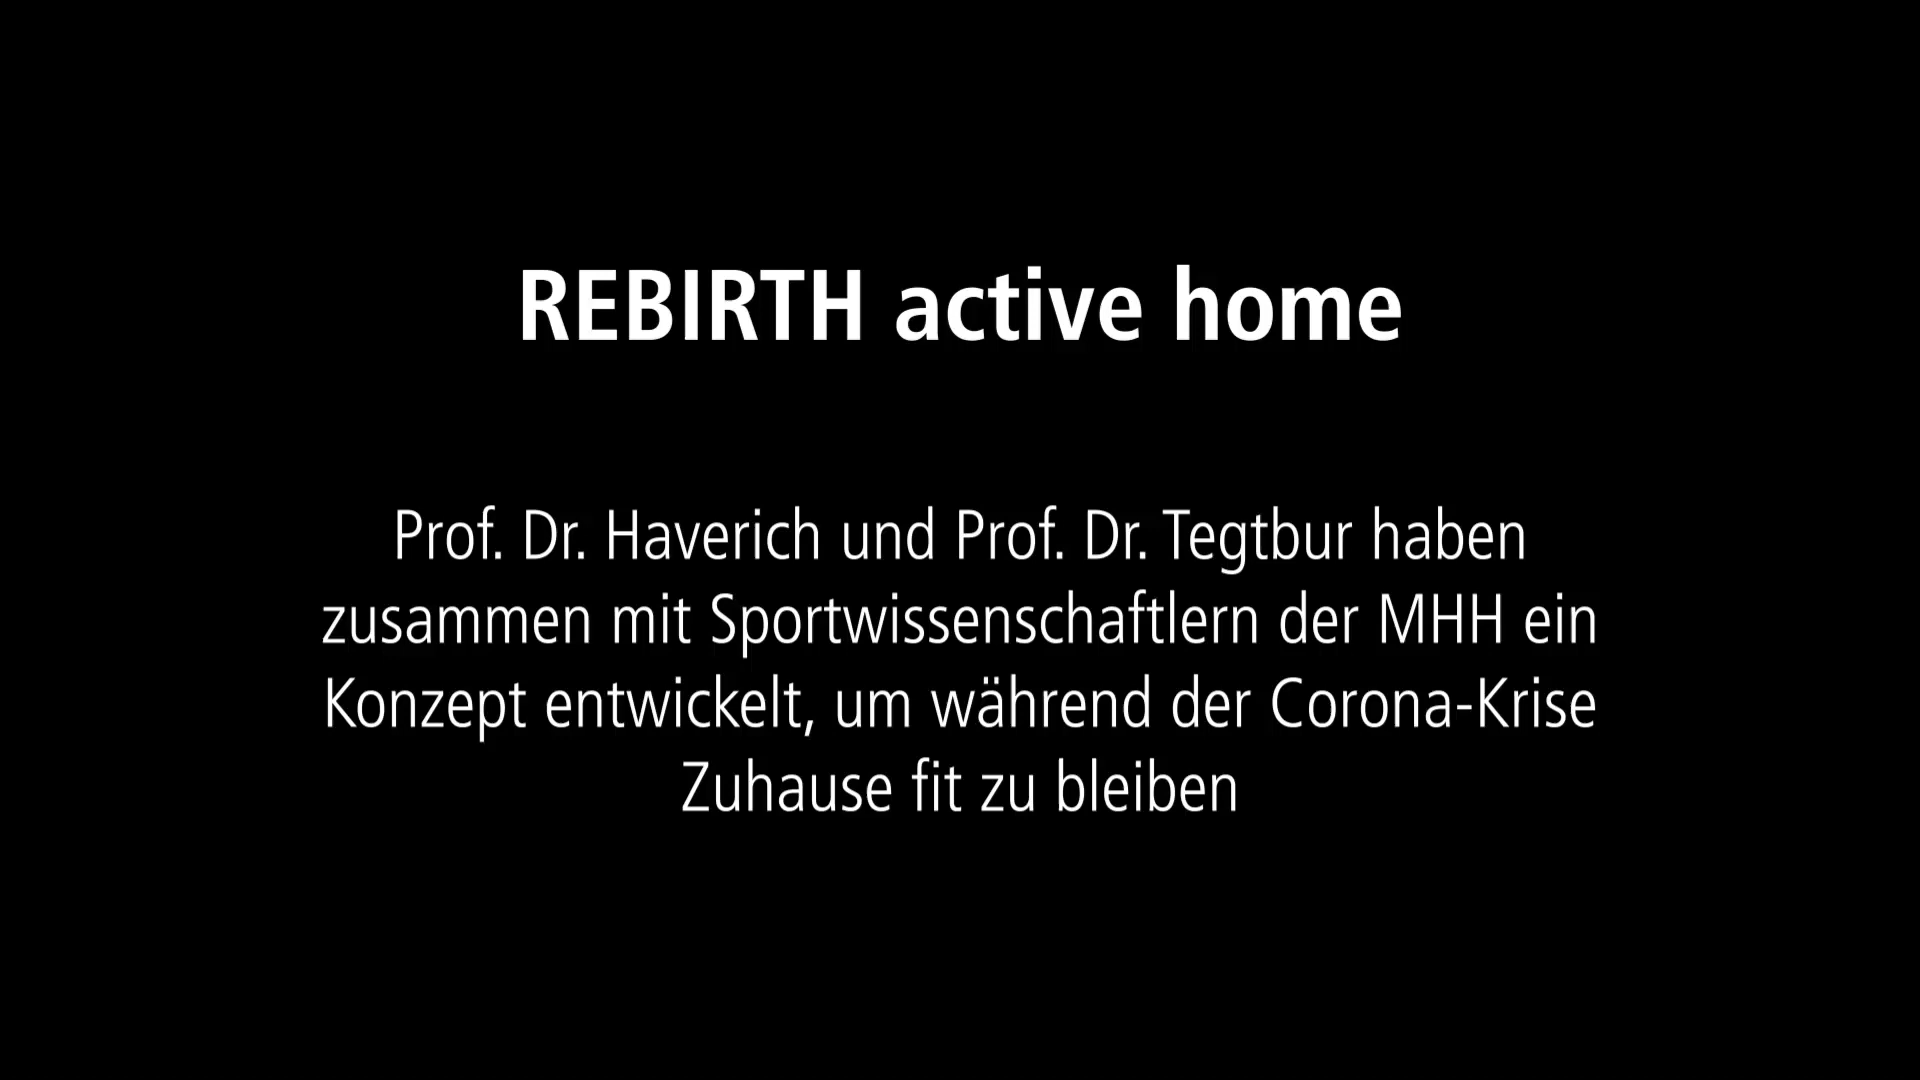 REBIRTH active home
Prof. Dr. Haverich und Prof. Dr. Tegtbur haben
zusammen mit Sportwissenschaftlern der MHH ein
Konzept entwickelt, um während der Corona-Krise
Zuhause fit zu bleiben